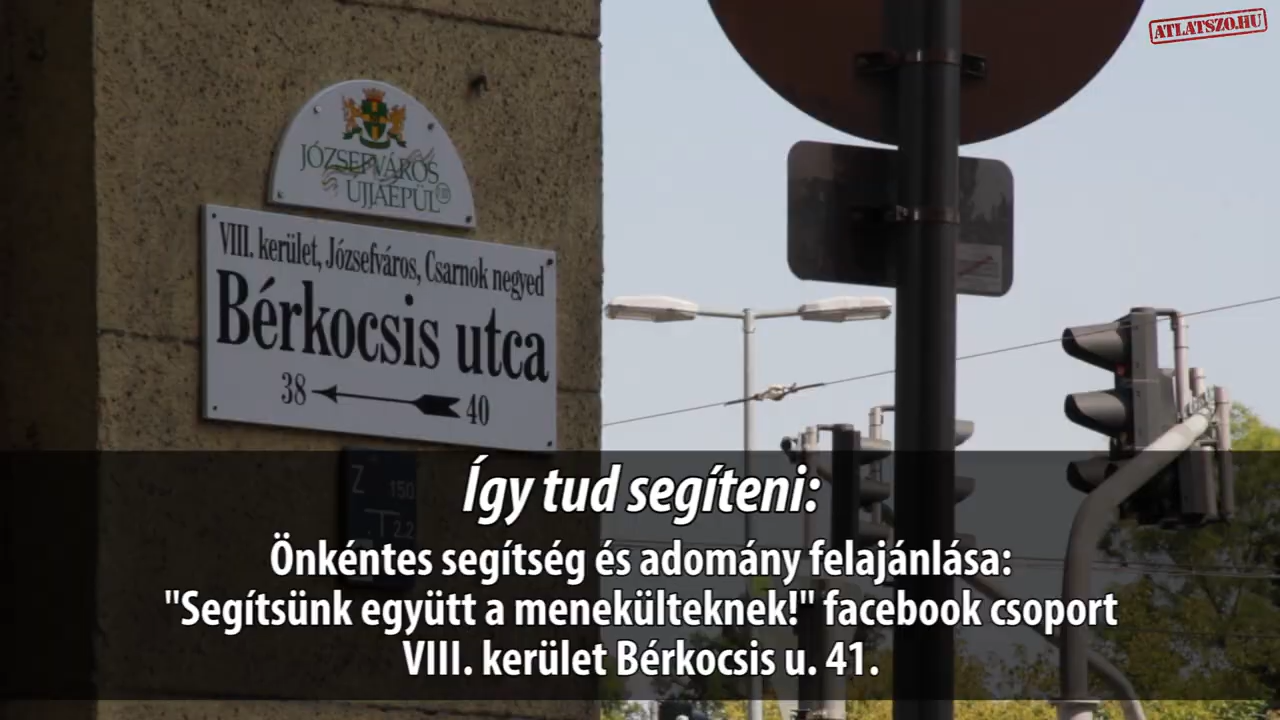 ATLATSZO.HU
JÓZSEFVÁROS
ÚJJÁÉPÜL
VIII. kerület, Józsefváros, Csarnok negyed
Bérkocsis utca
38 40
Z 150
T 2.2
Így tud segíteni:
Önkéntes segítség és adomány felajánlása:
"Segítsünk együtt a menekülteknek!" facebook csoport
VIII. kerület Bérkocsis u. 41.